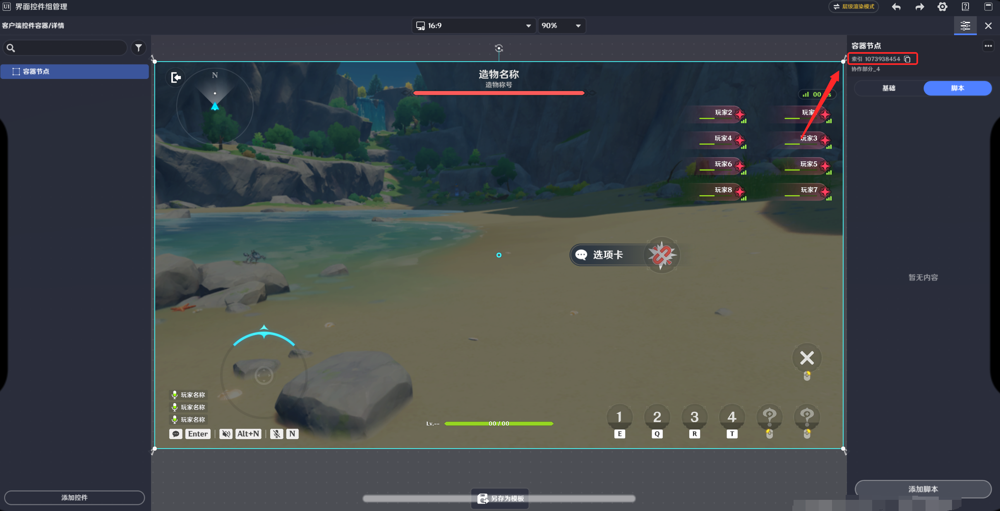 UI 界面控件组管理
层级渲染模式
客户端控件容器/详情
16:9
90%
容器节点
容器节点
索引 1073938454
协作部分_4
基础
脚本
暂无内容
添加脚本
添加控件
另存为模板
N
造物名称
造物称号
00
s
玩家2
玩家
玩家4
玩家3
玩家6
玩家5
玩家8
玩家7
选项卡
玩家名称
玩家名称
玩家名称
Enter
Alt+N
N
Lv.--
00 / 00
1
2
3
4
E
Q
R
T